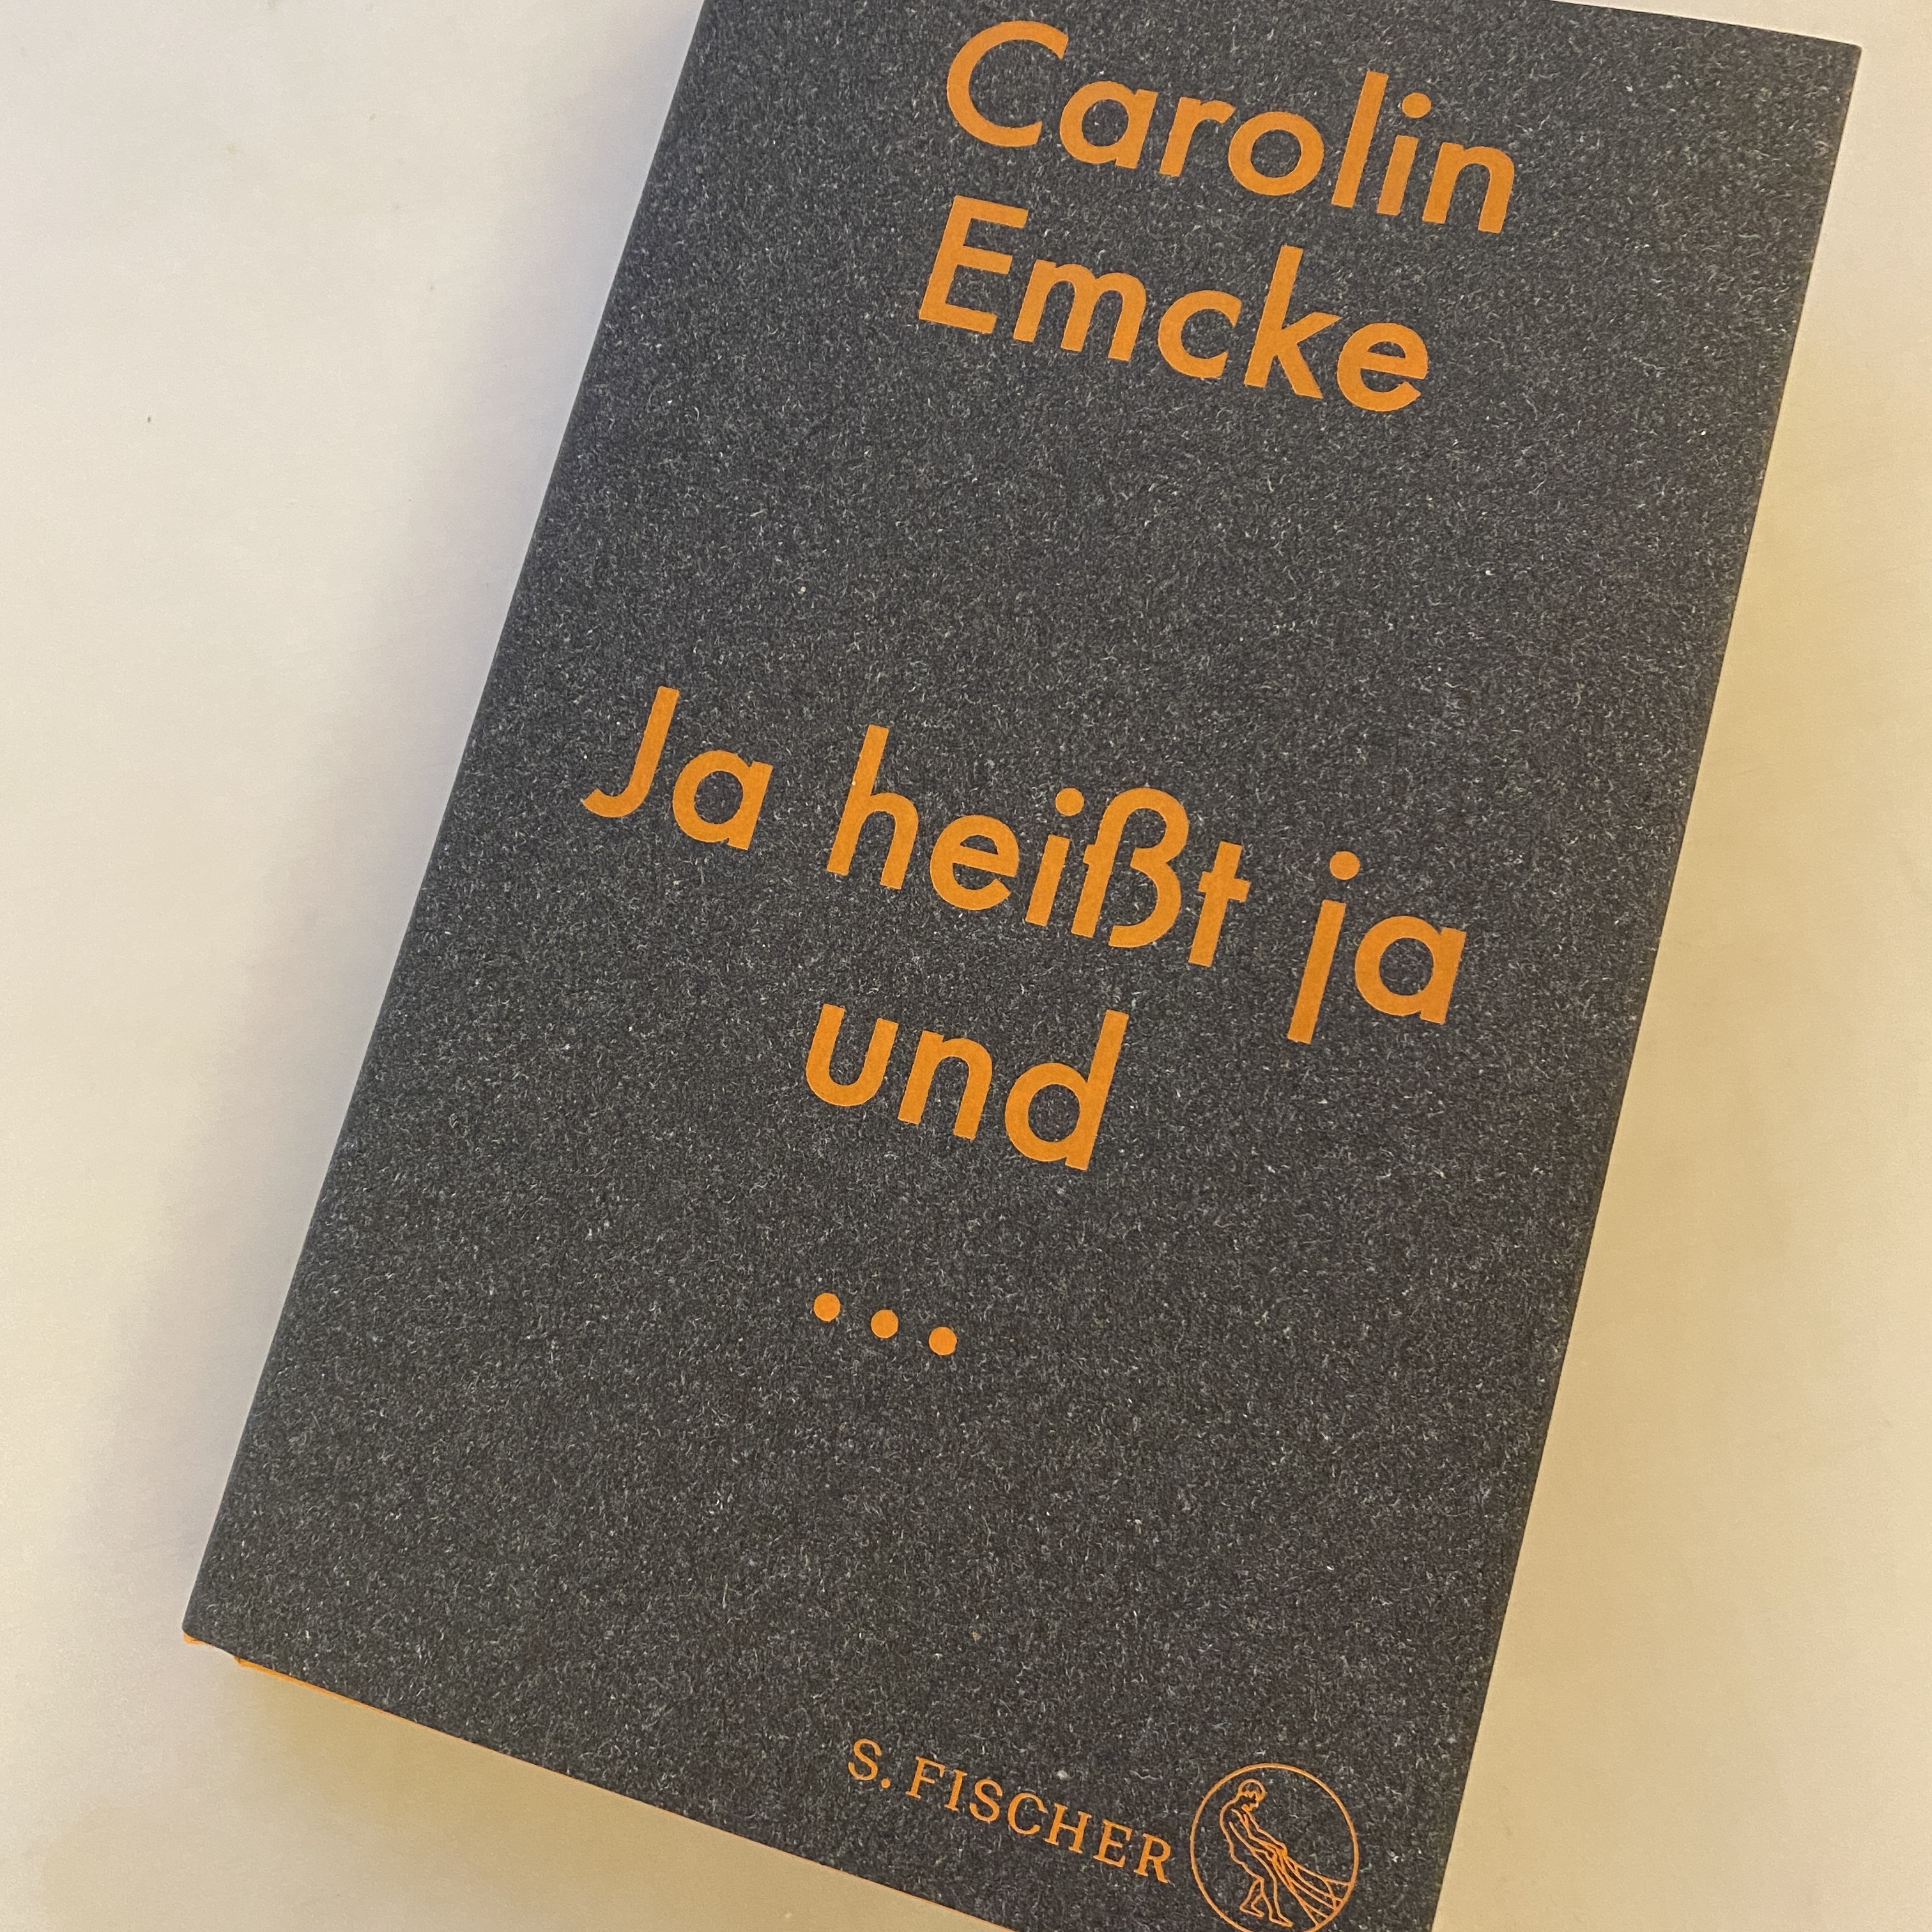 Carolin
Emcke
Ja heißt ja
und
...
S. FISCHER